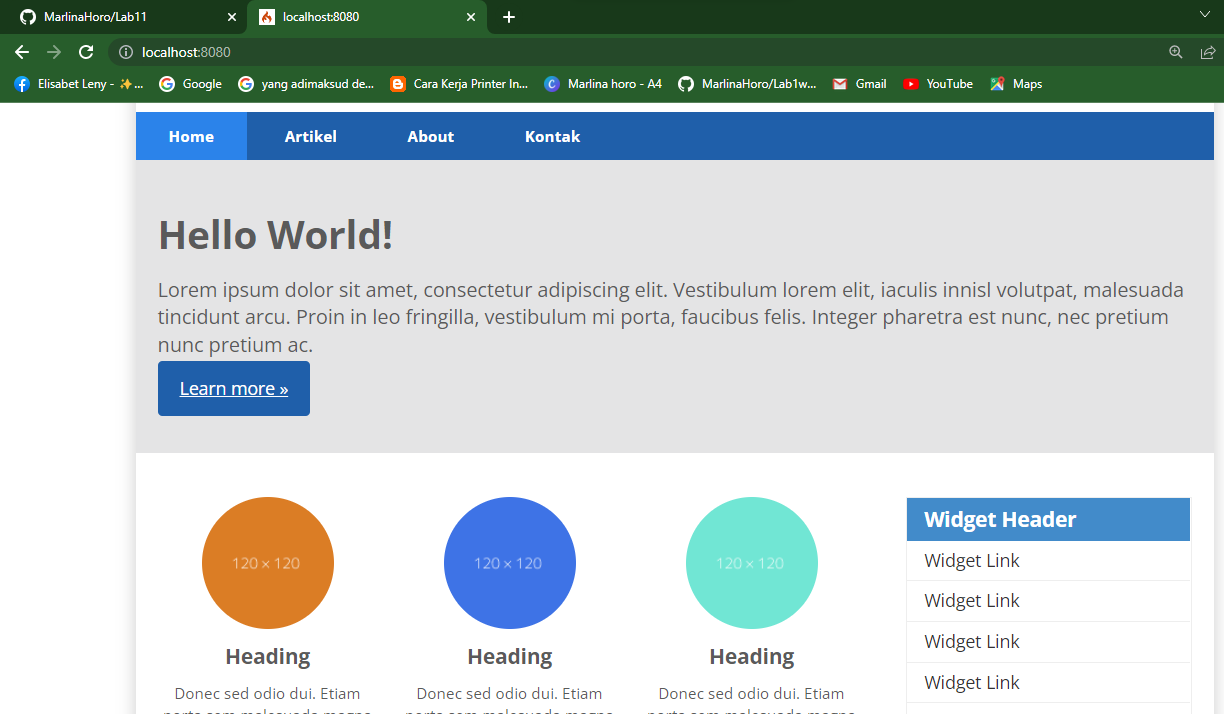 MarlinaHoro/Lab11
localhost:8080
localhost:8080
Elisabet Leny - ✨...
Google
yang adimaksud de...
Cara Kerja Printer In...
Marlina horo - A4
MarlinaHoro/Lab1w...
Gmail
YouTube
Maps
Home
Artikel
About
Kontak
Hello World!
Lorem ipsum dolor sit amet, consectetur adipiscing elit. Vestibulum lorem elit, iaculis innisl volutpat, malesuada
tincidunt arcu. Proin in leo fringilla, vestibulum mi porta, faucibus felis. Integer pharetra est nunc, nec pretium
nunc pretium ac.
Learn more »
120 × 120
120 × 120
120 × 120
Heading
Heading
Heading
Donec sed odio dui. Etiam
Donec sed odio dui. Etiam
Donec sed odio dui. Etiam
Widget Header
Widget Link
Widget Link
Widget Link
Widget Link